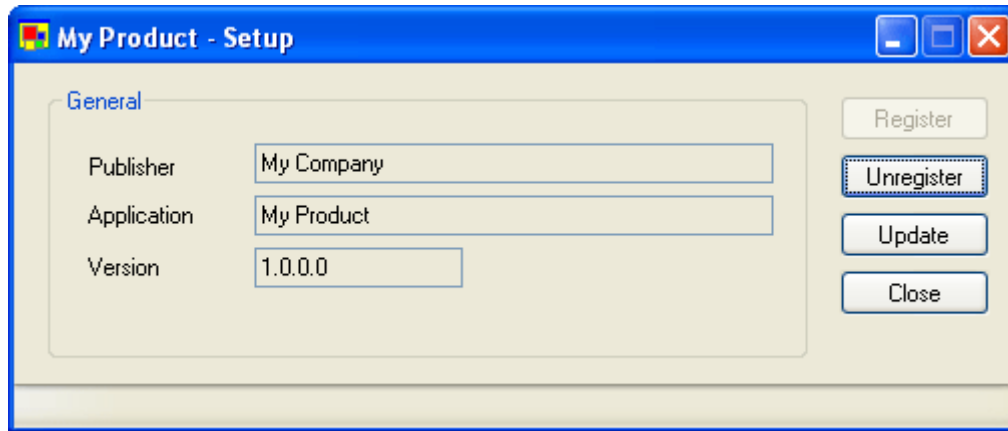 My Product - Setup
General
Publisher
My Company
Application
My Product
Version
1.0.0.0
Register
Unregister
Update
Close